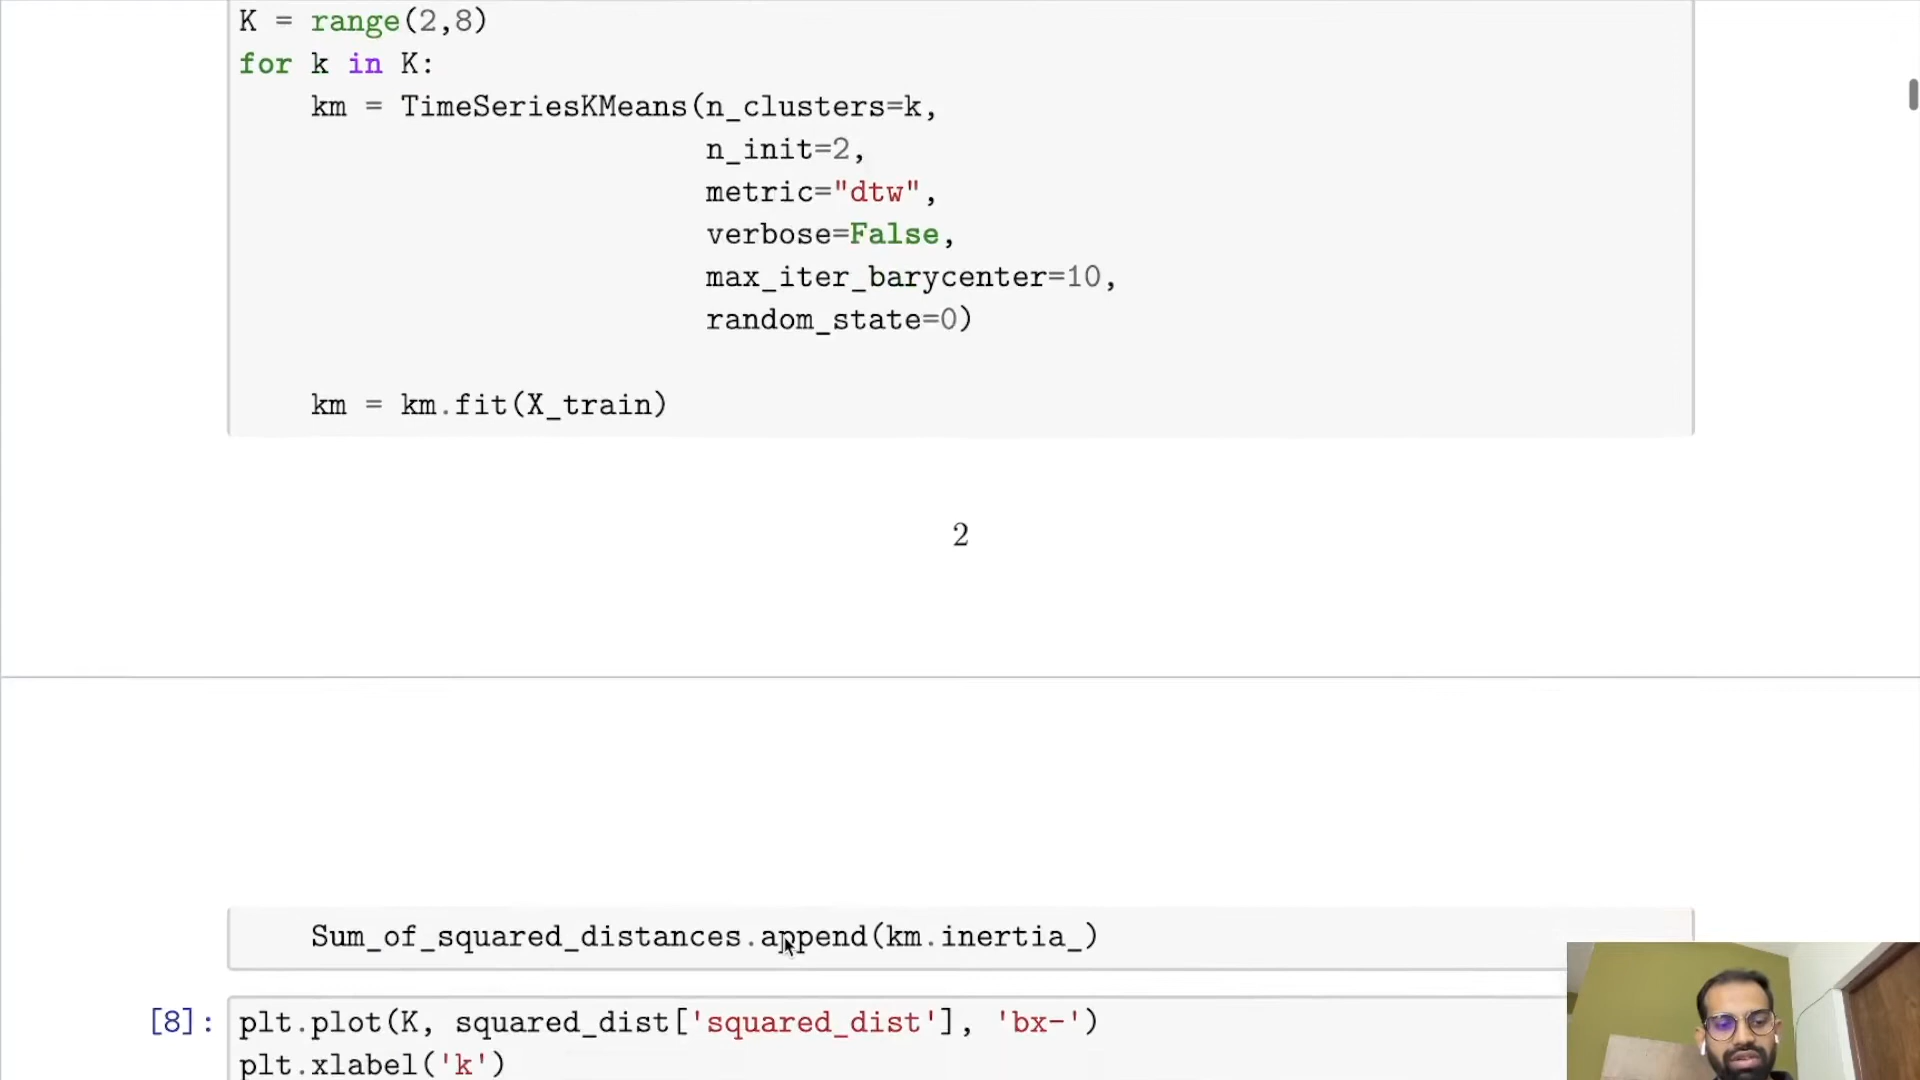 K = range(2,8)
for k in K:
    km = TimeSeriesKMeans(n_clusters=k,
                          n_init=2,
                          metric="dtw",
                          verbose=False,
                          max_iter_barycenter=10,
                          random_state=0)
    km = km.fit(X_train)
2
    Sum_of_squared_distances.append(km.inertia_)
[8]: plt.plot(K, squared_dist['squared_dist'], 'bx-')
plt.xlabel('k')